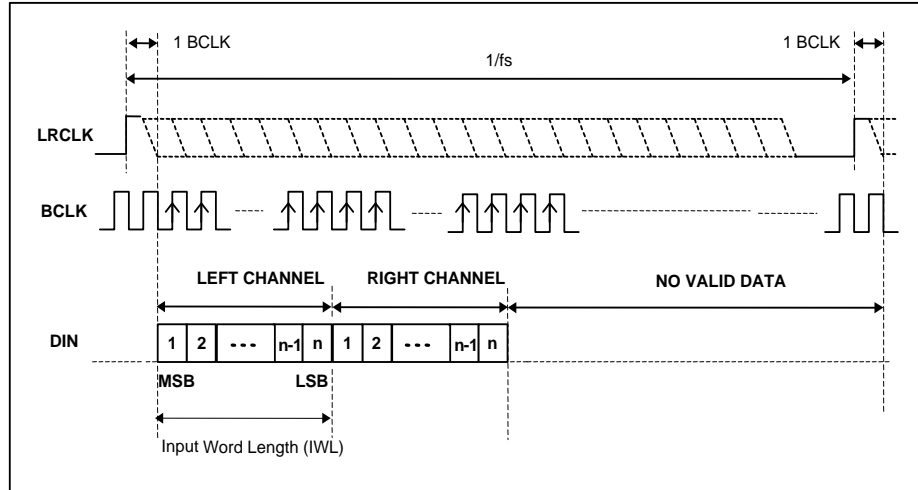 1 BCLK
1 BCLK
1/fs
LRCLK
BCLK
LEFT CHANNEL
RIGHT CHANNEL
NO VALID DATA
DIN
1 2 n-1 n 1 2 n-1 n
MSB
LSB
Input Word Length (IWL)